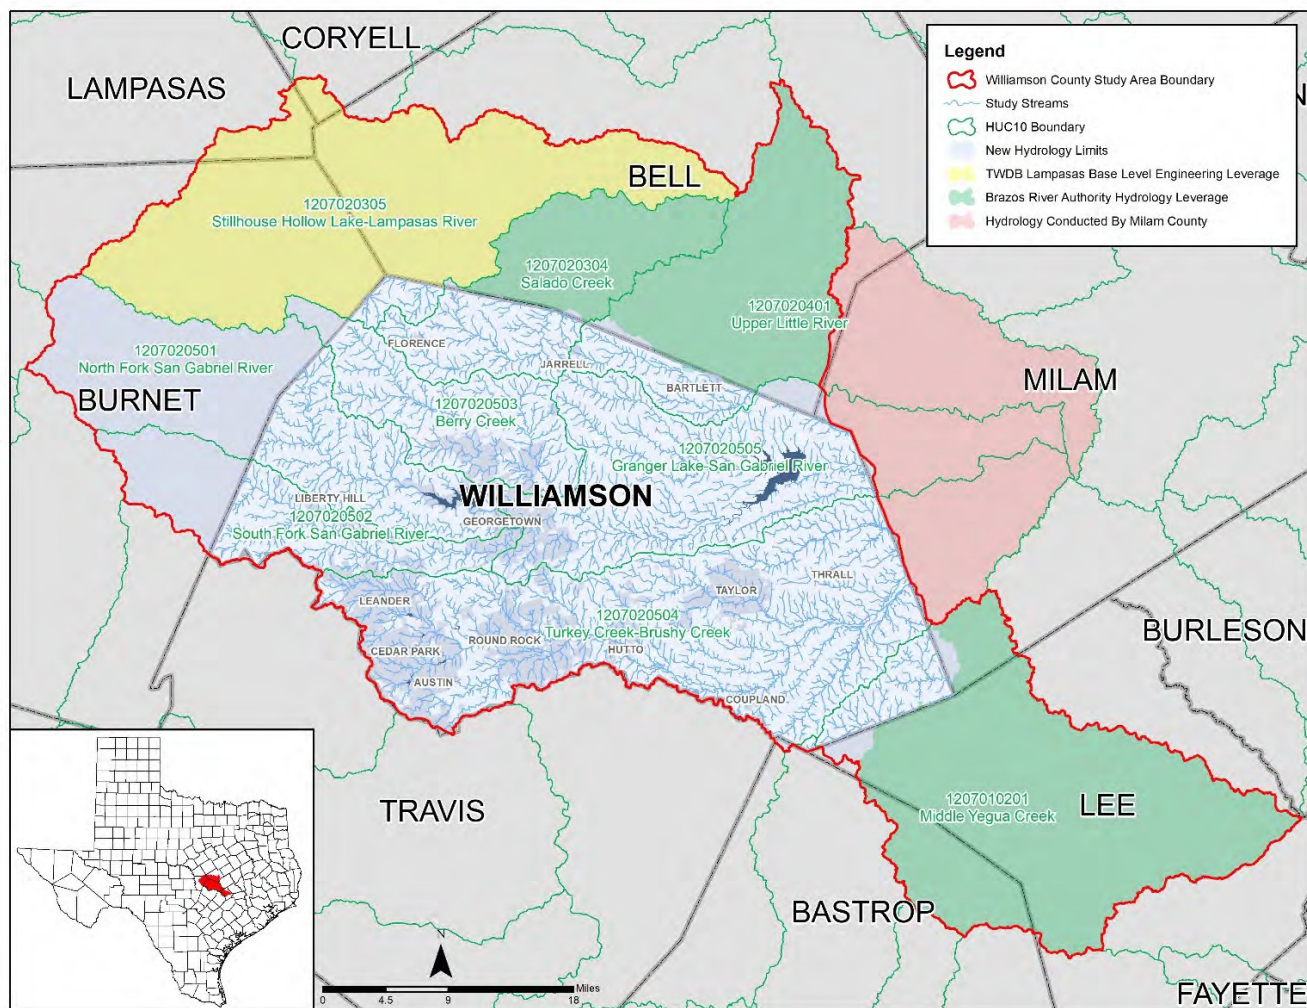 CORYELL
LAMPASAS
BELL
Legend
Williamson County Study Area Boundary
Study Streams
HUC10 Boundary
New Hydrology Limits
TWDB Lampasas Base Level Engineering Leverage
Brazos River Authority Hydrology Leverage
Hydrology Conducted By Milam County
N
1207020305
Stillhouse Hollow Lake-Lampasas River
1207020304
Salado Creek
1207020401
Upper Little River
1207020501
North Fork San Gabriel River
BURNET
MILAM
FLORENCE
JARRELL
BARTLETT
1207020503
Berry Creek
1207020505
Granger Lake-San Gabriel River
WILLIAMSON
LIBERTY HILL
1207020502
South Fork San Gabriel River
GEORGETOWN
THRALL
TAYLOR
LEANDER
1207020504
Turkey Creek-Brushy Creek
ROUND ROCK
HUTTO
CEDAR PARK
AUSTIN
COUPLAND
BURLESON
TRAVIS
1207010201
Middle Yegua Creek
LEE
BASTROP
FAYETTE
N
Miles
0 4.5 9 18